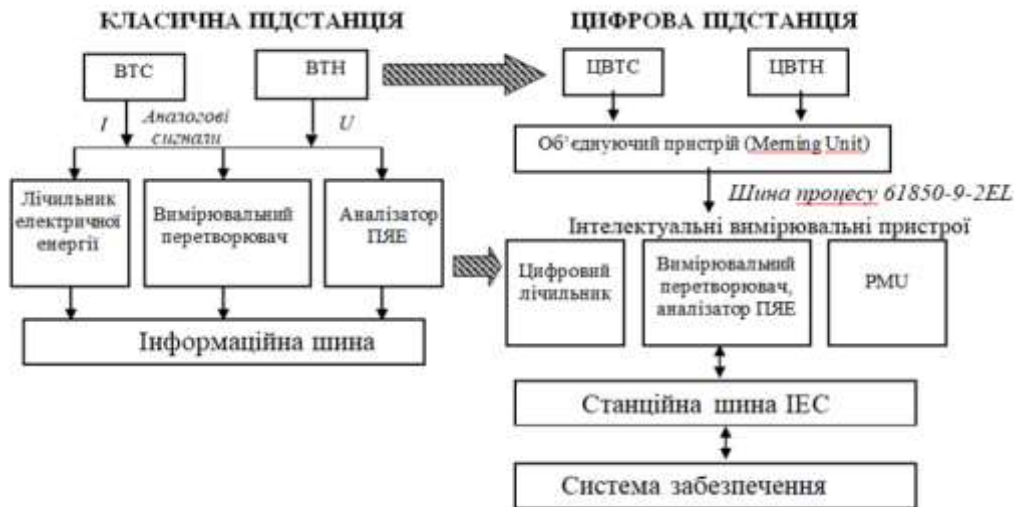 КЛАСИЧНА ПІДСТАНЦІЯ
ВТС
ВТН
I
Аналогові
сигнали
U
Лічильник
електричної
енергії
Вимірювальний
перетворювач
Аналізатор
ПЯЕ
Інформаційна шина
ЦИФРОВА ПІДСТАНЦІЯ
ЦВТС
ЦВТН
Об’єднуючий пристрій (Meming Unit)
Шина процесу 61850-9-2EL
Інтелектуальні вимірювальні пристрої
Цифровий
лічильник
Вимірювальний
перетворювач,
аналізатор ПЯЕ
PMU
Станційна шина IEC
Система забезпечення